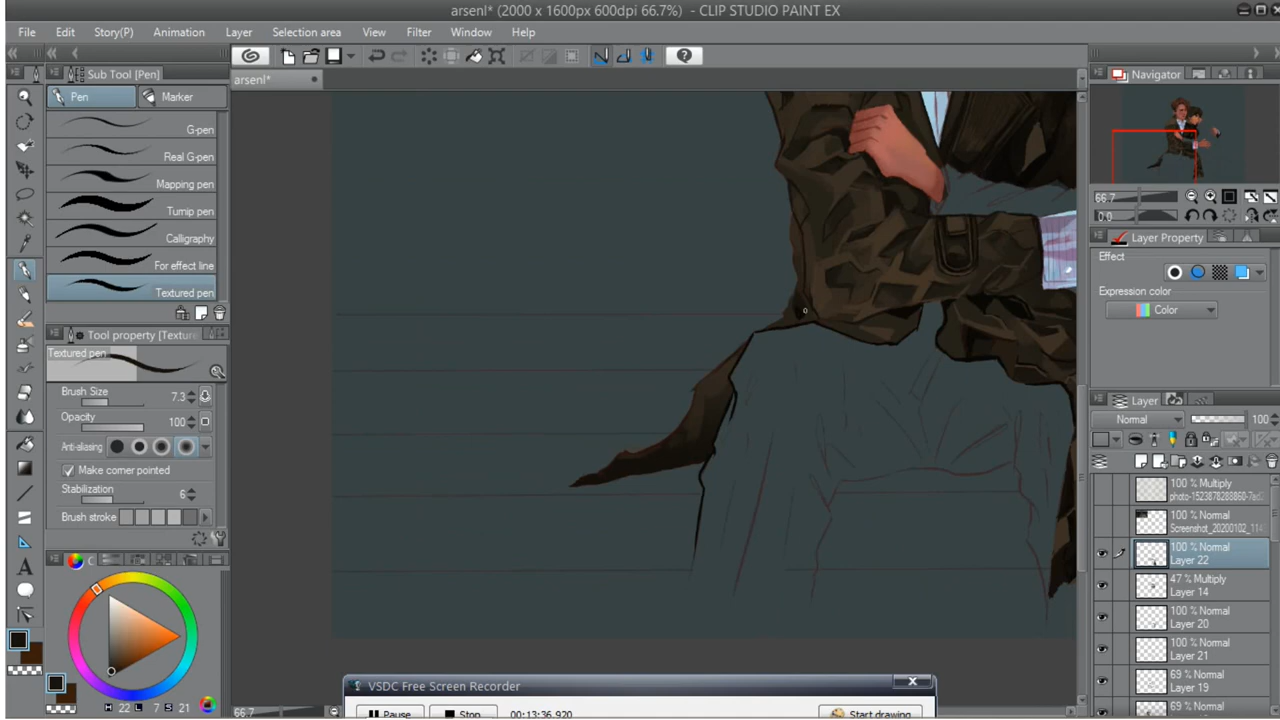 arsenl* (2000 x 1600px 600dpi 66.7%) - CLIP STUDIO PAINT EX
File Edit Story(P) Animation Layer Selection area View Filter Window Help
Sub Tool [Pen]
Pen Marker
G-pen
Real G-pen
Mapping pen
Turnip pen
Calligraphy
For effect line
Textured pen
Tool property [Texture
Textured pen
Brush Size 7.3
Opacity 100
Anti-aliasing
Make corner pointed
Stabilization 6
Brush stroke
C
H 22 L 7 S 21
arsenl*
66.7
VSDC Free Screen Recorder
Pause Stop 00:13:36.920 Start drawing
Navigator
66.7
0.0
Layer Property
Effect
Expression color
Color
Layer
Normal 100
100 % Multiply
100 % Normal
100 % Normal
Layer 22
47 % Multiply
Layer 14
100 % Normal
Layer 20
100 % Normal
Layer 21
69 % Normal
Layer 19
69 % Normal